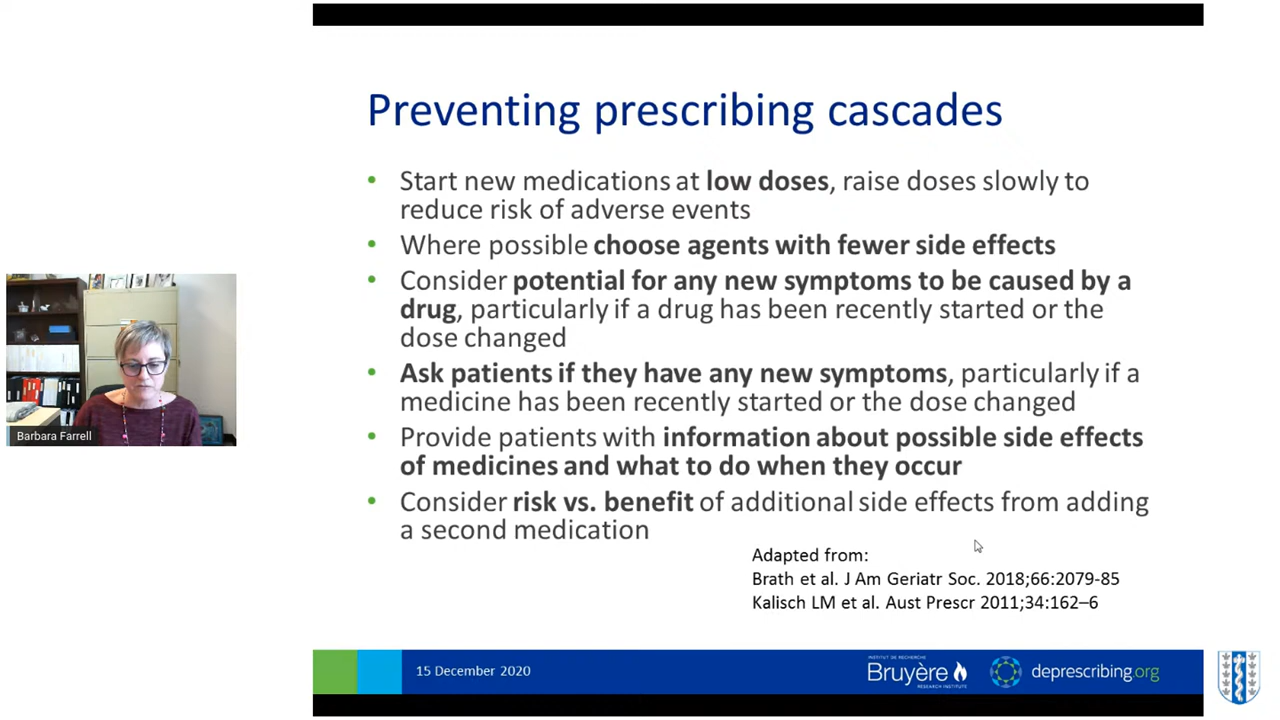 Preventing prescribing cascades
• Start new medications at low doses, raise doses slowly to
reduce risk of adverse events
• Where possible choose agents with fewer side effects
• Consider potential for any new symptoms to be caused by a
drug, particularly if a drug has been recently started or the
dose changed
• Ask patients if they have any new symptoms, particularly if a
medicine has been recently started or the dose changed
• Provide patients with information about possible side effects
of medicines and what to do when they occur
• Consider risk vs. benefit of additional side effects from adding
a second medication
Adapted from:
Brath et al. J Am Geriatr Soc. 2018;66:2079-85
Kalisch LM et al. Aust Prescr 2011;34:162–6
Barbara Farrell
15 December 2020
INSTITUT DE RECHERCHE
Bruyère
RESEARCH INSTITUTE
deprescribing.org